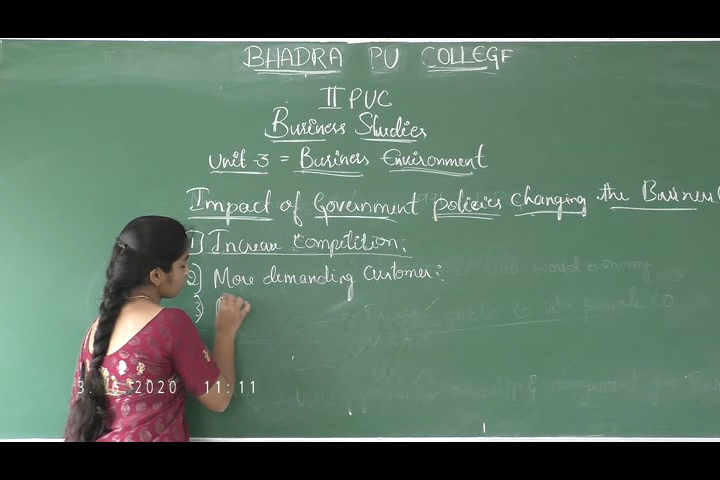 BHADRA PU COLLEGE
II PUC
Business Studies
Unit-3 = Business Environment
Impact of Government policies changing the Business
1) Increase Competition:
2) More demanding Customer:
3)
3. 16 2020 11:11